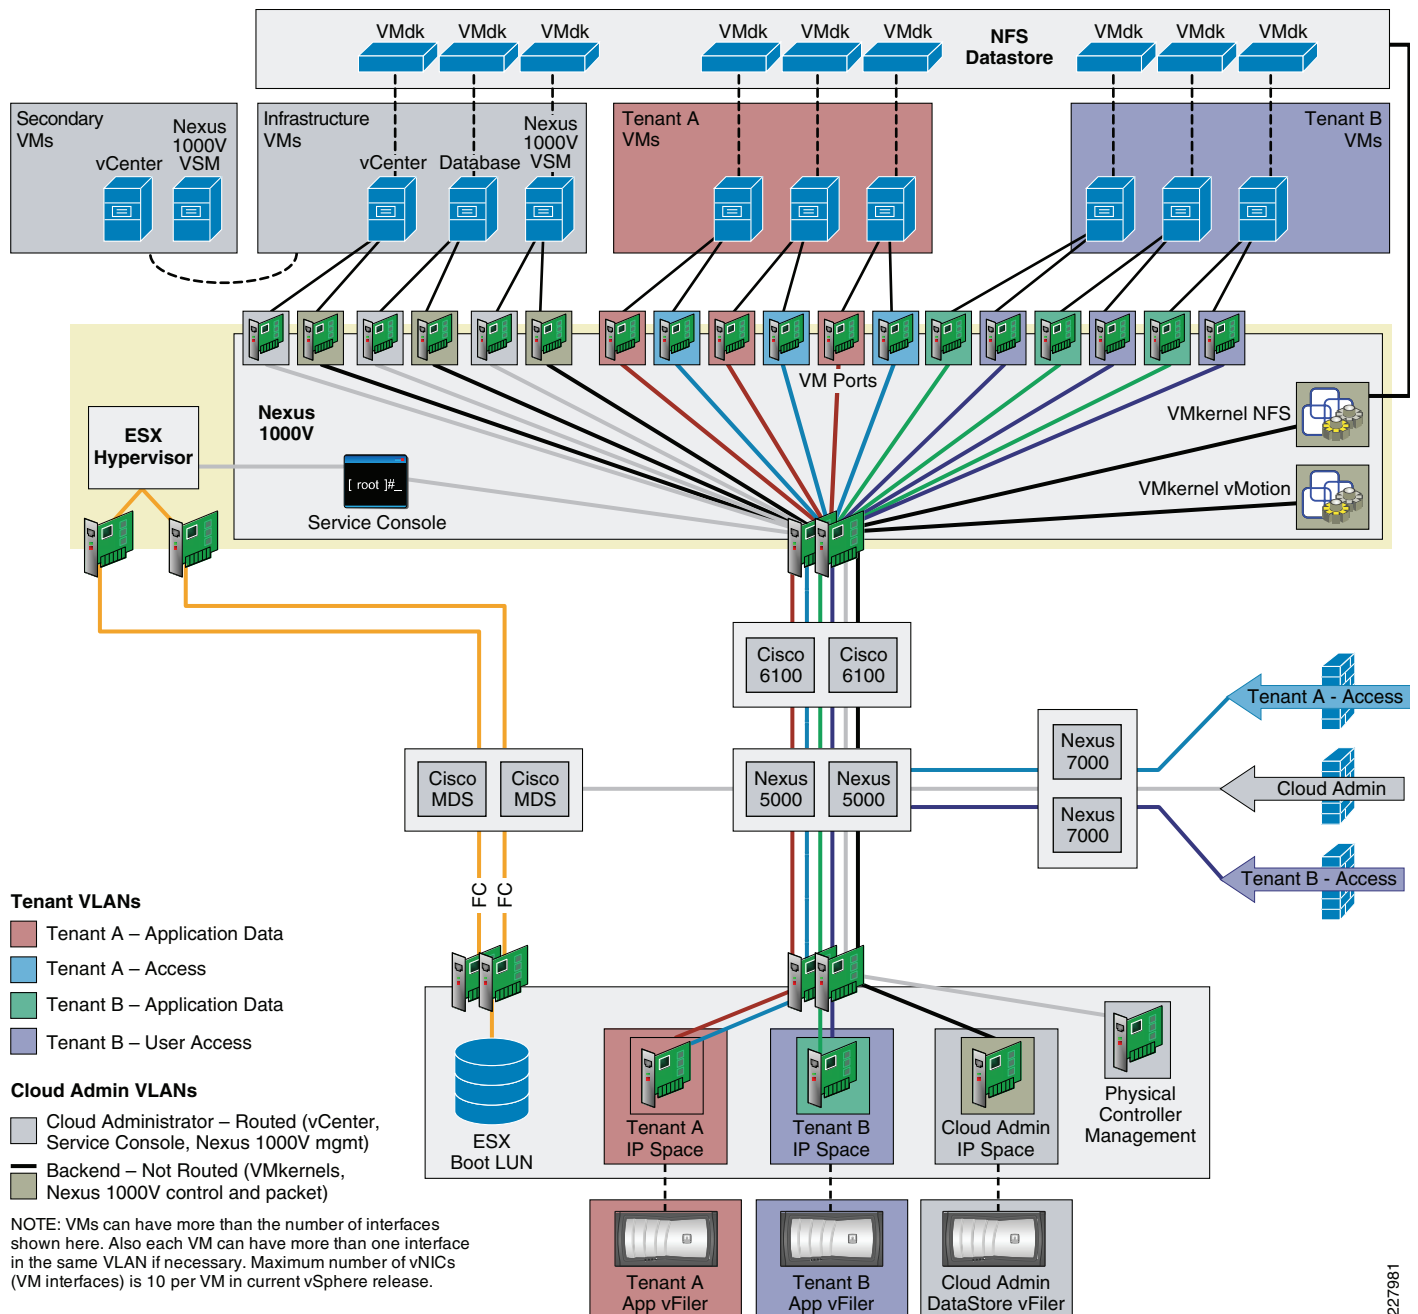 VMdk VMdk VMdk VMdk VMdk VMdk VMdk VMdk VMdk
NFS
Datastore
Secondary
VMs
vCenter
Nexus
1000V
VSM
Infrastructure
VMs
vCenter
Database
Nexus
1000V
VSM
Tenant A
VMs
Tenant B
VMs
VM Ports
Nexus
1000V
ESX
Hypervisor
[ root ]#_
Service Console
VMkernel NFS
VMkernel vMotion
Cisco
6100
Cisco
6100
Cisco
MDS
Cisco
MDS
Nexus
5000
Nexus
5000
Nexus
7000
Nexus
7000
Tenant A - Access
Cloud Admin
Tenant B - Access
FC
FC
Tenant VLANs
Tenant A – Application Data
Tenant A – Access
Tenant B – Application Data
Tenant B – User Access
Cloud Admin VLANs
Cloud Administrator – Routed (vCenter,
Service Console, Nexus 1000V mgmt)
Backend – Not Routed (VMkernels,
Nexus 1000V control and packet)
NOTE: VMs can have more than the number of interfaces
shown here. Also each VM can have more than one interface
in the same VLAN if necessary. Maximum number of vNICs
(VM interfaces) is 10 per VM in current vSphere release.
ESX
Boot LUN
Tenant A
IP Space
Tenant B
IP Space
Cloud Admin
IP Space
Physical
Controller
Management
Tenant A
App vFiler
Tenant B
App vFiler
Cloud Admin
DataStore vFiler
227981